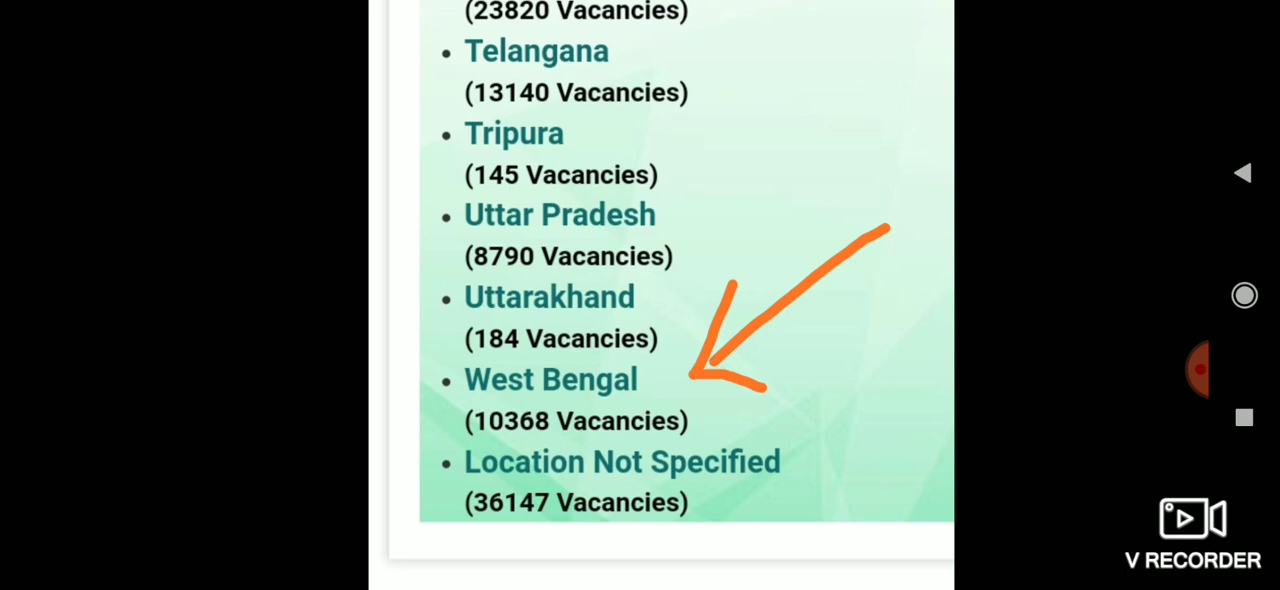 (23820 Vacancies)
Telangana
(13140 Vacancies)
Tripura
(145 Vacancies)
Uttar Pradesh
(8790 Vacancies)
Uttarakhand
(184 Vacancies)
West Bengal
(10368 Vacancies)
Location Not Specified
(36147 Vacancies)
V RECORDER